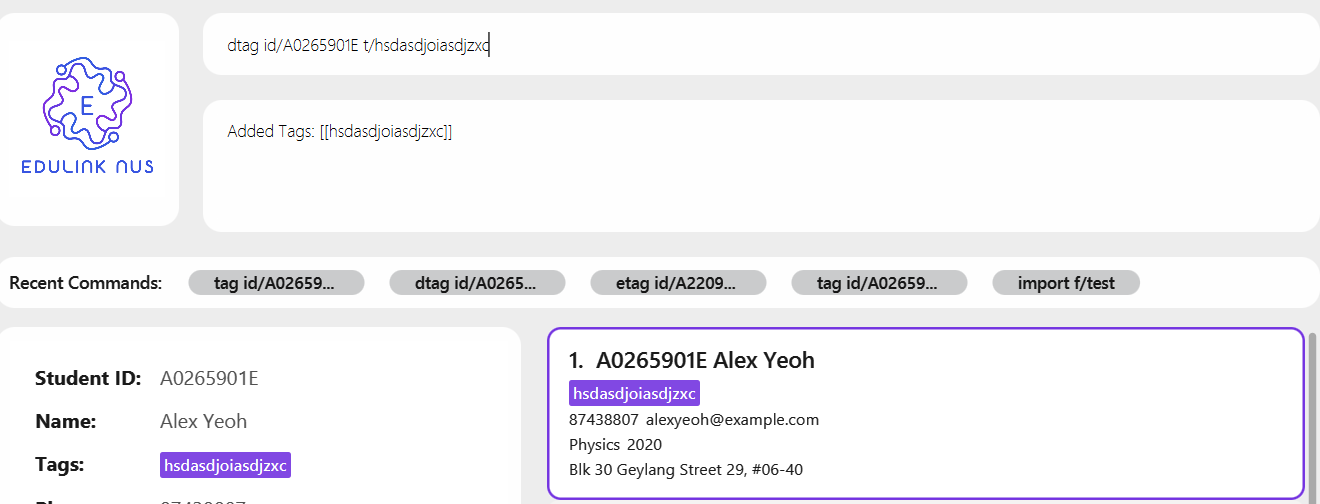 dtag id/A0265901E t/hsdasdjoiasdjzxc
E
EDULINK NUS
Added Tags: [[hsdasdjoiasdjzxc]]
Recent Commands: tag id/A02659... dtag id/A0265... etag id/A2209... tag id/A02659... import f/test
Student ID: A0265901E
Name: Alex Yeoh
Tags: hsdasdjoiasdjzxc
1. A0265901E Alex Yeoh
hsdasdjoiasdjzxc
87438807 alexyeoh@example.com
Physics 2020
Blk 30 Geylang Street 29, #06-40